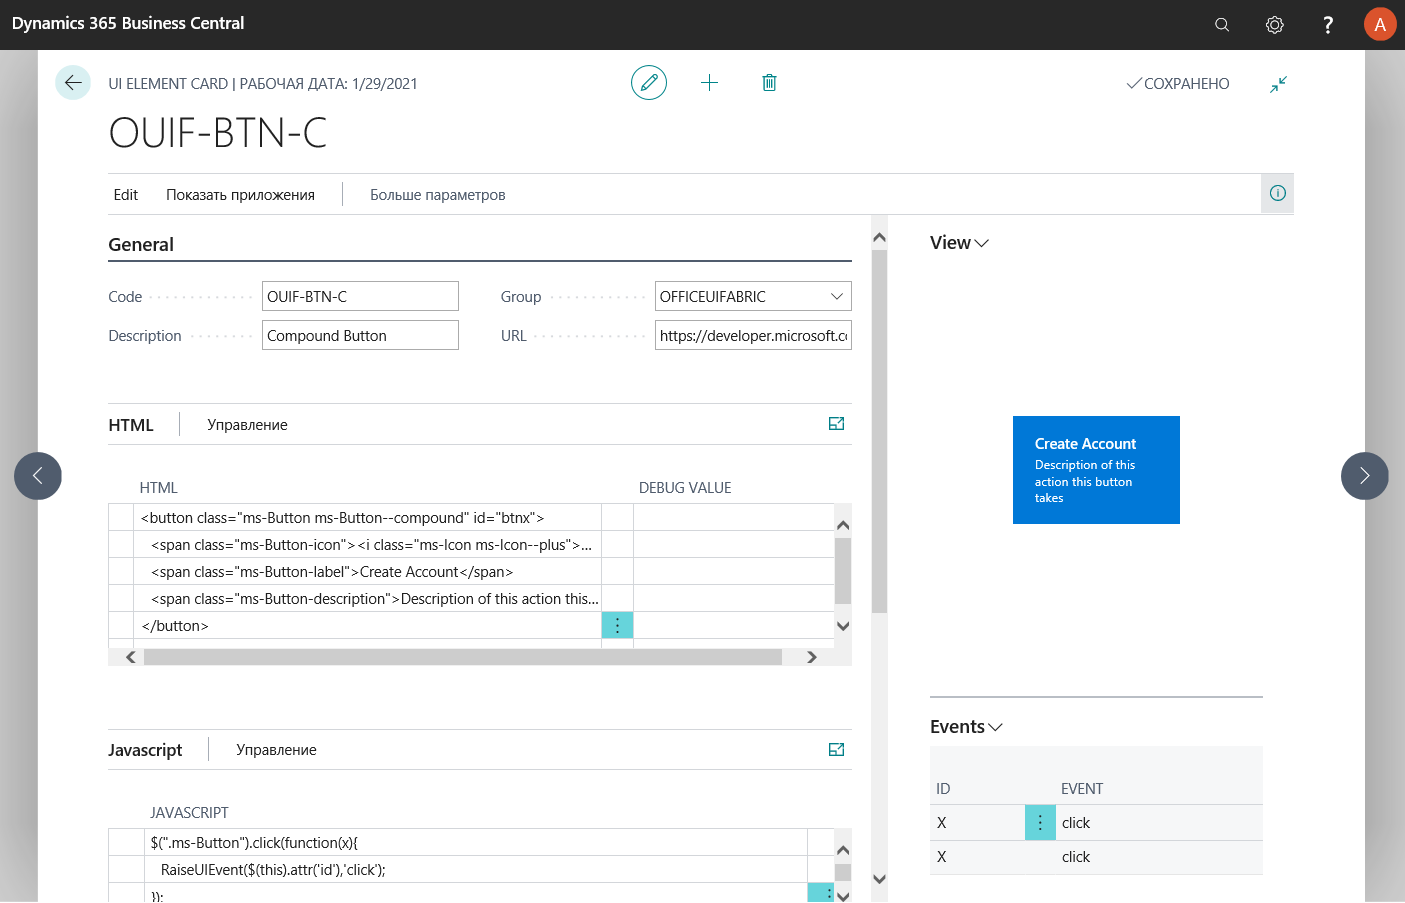 Dynamics 365 Business Central
?
A
UI ELEMENT CARD | РАБОЧАЯ ДАТА: 1/29/2021
СОХРАНЕНО
OUIF-BTN-C
Edit
Показать приложения
Больше параметров
General
Code
OUIF-BTN-C
Group
OFFICEUIFABRIC
Description
Compound Button
URL
https://developer.microsoft.co
HTML
Управление
HTML
DEBUG VALUE
<button class="ms-Button ms-Button--compound" id="btnx">
<span class="ms-Button-icon"><i class="ms-Icon ms-Icon--plus">...
<span class="ms-Button-label">Create Account</span>
<span class="ms-Button-description">Description of this action this...
</button>
Javascript
Управление
JAVASCRIPT
$(".ms-Button").click(function(x){
RaiseUIEvent($(this).attr('id'),'click');
});
View
Create Account
Description of this
action this button
takes
Events
ID
EVENT
X
click
X
click